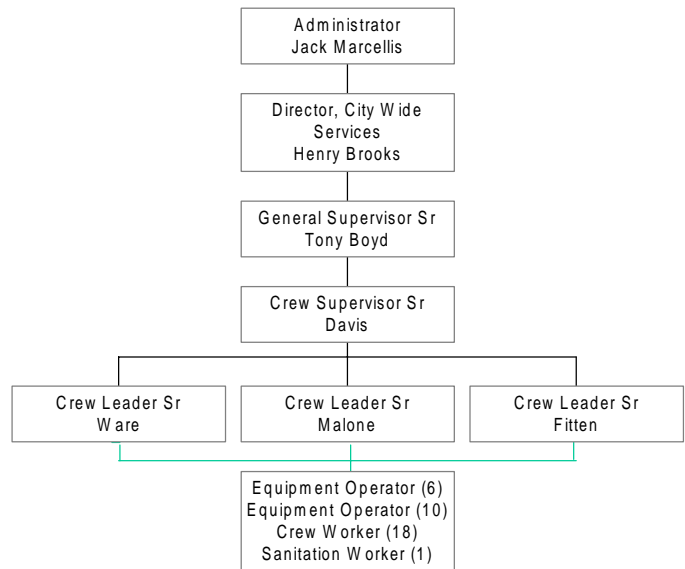 Administrator
Jack Marcellis
Director, City Wide
Services
Henry Brooks
General Supervisor Sr
Tony Boyd
Crew Supervisor Sr
Davis
Crew Leader Sr
Ware
Crew Leader Sr
Malone
Crew Leader Sr
Fitten
Equipment Operator (6)
Equipment Operator (10)
Crew Worker (18)
Sanitation Worker (1)